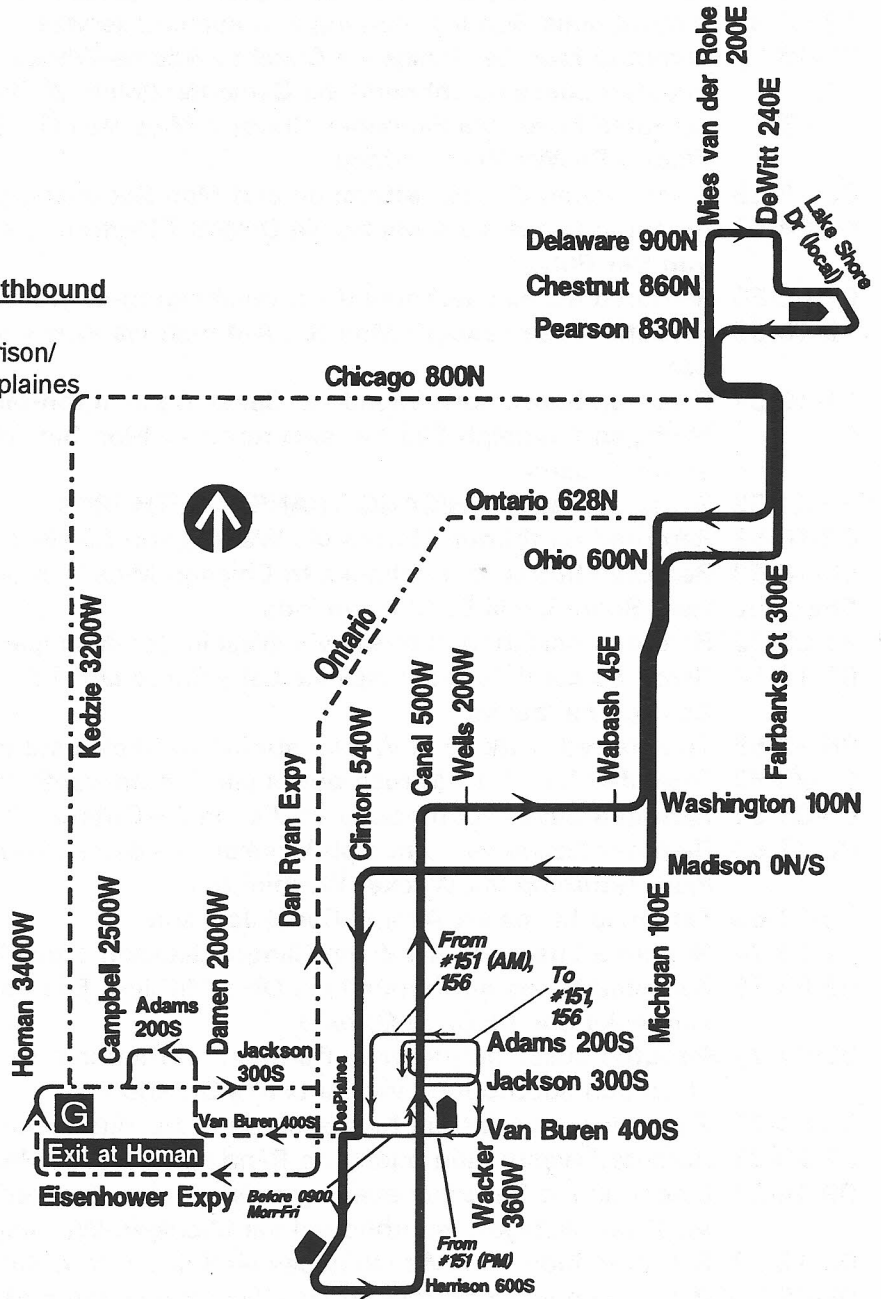 Mies van der Rohe
200E
DeWitt 240E
Lake Shore
Dr (local)
Delaware 900N
Chestnut 860N
Pearson 830N
thbound
rison/
plaines
Chicago 800N
Ontario 628N
Ohio 600N
Ontario
Kedzie 3200W
Fairbanks Ct 300E
Canal 500W
Wells 200W
Wabash 45E
Clinton 540W
Dan Ryan Expy
Washington 100N
Madison 0N/S
Michigan 100E
From
#151 (AM),
156
To
#151,
156
Homan 3400W
Campbell 2500W
Damen 2000W
Adams
200S
Jackson
300S
Adams 200S
Jackson 300S
DesPlaines
G
Van Buren 400S
Van Buren 400S
Exit at Homan
Eisenhower Expy
Before 0900
Mon-Fri
Wacker
360W
From
#151 (PM)
Harrison 600S